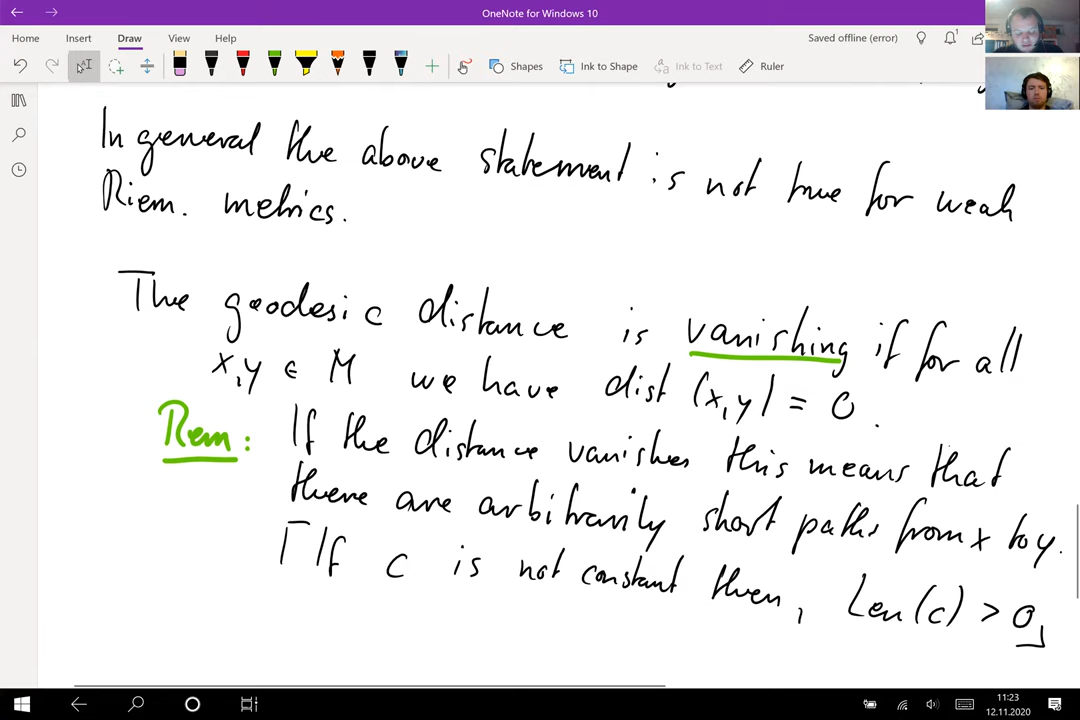 OneNote for Windows 10
Home Insert Draw View Help
Saved offline (error)
Shapes Ink to Shape Ink to Text Ruler
In general the above statement is not true for weak
Riem. metrics.
The geodesic distance is vanishing if for all
x,y ∈ M we have dist (x,y) = 0.
Rem: If the distance vanishes this means that
there are arbitrarily short paths from x to y.
⌈ If c is not constant then, Len(c) > 0⌋
11:23
12.11.2020